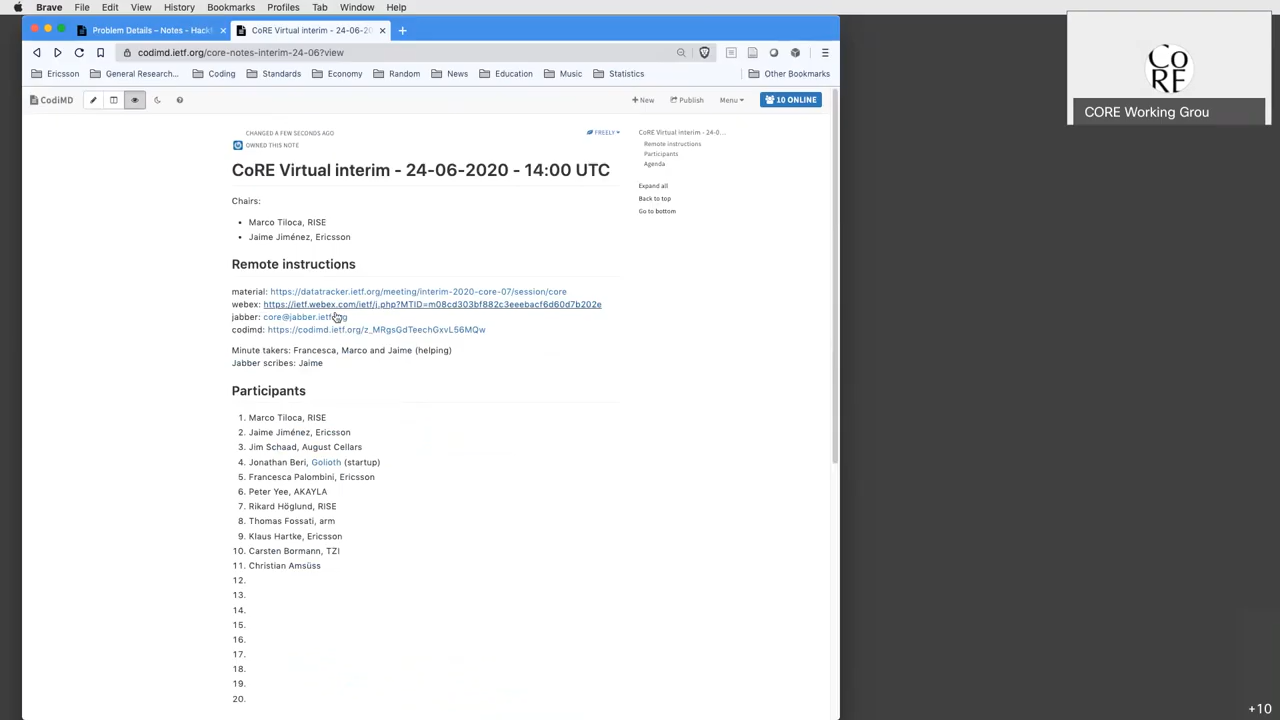 Brave File Edit View History Bookmarks Profiles Tab Window Help
Problem Details – Notes - Hackf
CoRE Virtual interim - 24-06-20
codimd.ietf.org/core-notes-interim-24-06?view
Ericsson General Research... Coding Standards Economy Random News Education Music Statistics Other Bookmarks
CodiMD
+New Publish Menu 10 ONLINE
CHANGED A FEW SECONDS AGO
FREELY
OWNED THIS NOTE
CoRE Virtual interim - 24-06-2020 - 14:00 UTC
Chairs:
• Marco Tiloca, RISE
• Jaime Jiménez, Ericsson
Remote instructions
material: https://datatracker.ietf.org/meeting/interim-2020-core-07/session/core
webex: https://ietf.webex.com/ietf/j.php?MTID=m08cd303bf882c3eeebacf6d60d7b202e
jabber: core@jabber.ietf.org
codimd: https://codimd.ietf.org/z_MRgsGdTeechGxvL56MQw
Minute takers: Francesca, Marco and Jaime (helping)
Jabber scribes: Jaime
Participants
1. Marco Tiloca, RISE
2. Jaime Jiménez, Ericsson
3. Jim Schaad, August Cellars
4. Jonathan Beri, Golioth (startup)
5. Francesca Palombini, Ericsson
6. Peter Yee, AKAYLA
7. Rikard Höglund, RISE
8. Thomas Fossati, arm
9. Klaus Hartke, Ericsson
10. Carsten Bormann, TZI
11. Christian Amsüss
12.
13.
14.
15.
16.
17.
18.
19.
20.
CoRE Virtual interim - 24-0...
Remote instructions
Participants
Agenda
Expand all
Back to top
Go to bottom
CORE
CORE Working Grou
+10